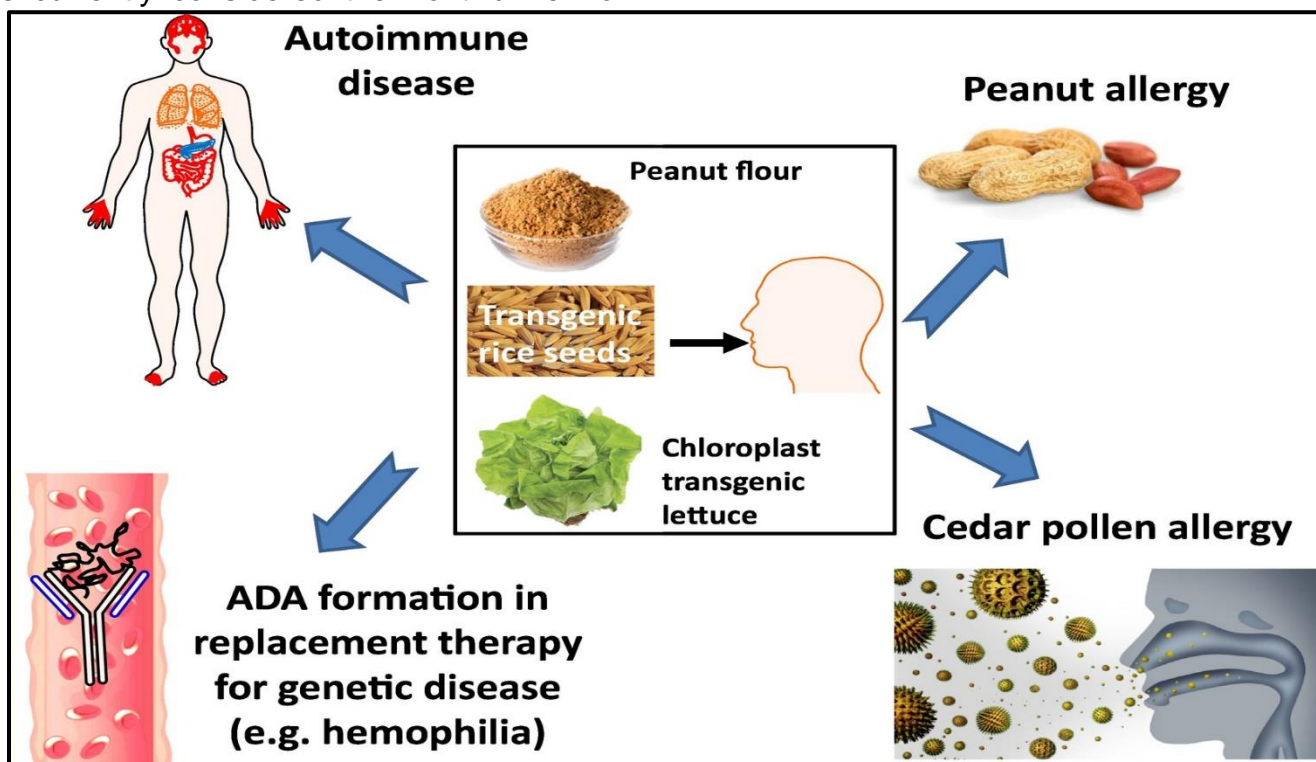 Autoimmune
disease
Peanut allergy
Peanut flour
Transgenic
rice seeds
Chloroplast
transgenic
lettuce
Cedar pollen allergy
ADA formation in
replacement therapy
for genetic disease
(e.g. hemophilia)